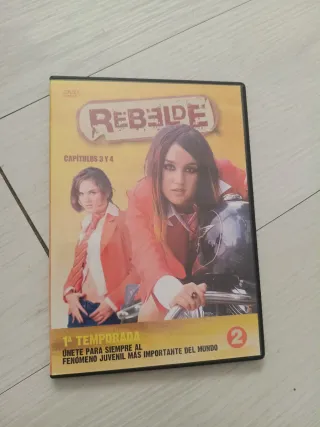 DVD
REBELDE
CAPÍTULOS 3 Y 4
1ª TEMPORADA
ÚNETE PARA SIEMPRE AL
FENÓMENO JUVENIL MÁS IMPORTANTE DEL MUNDO
2